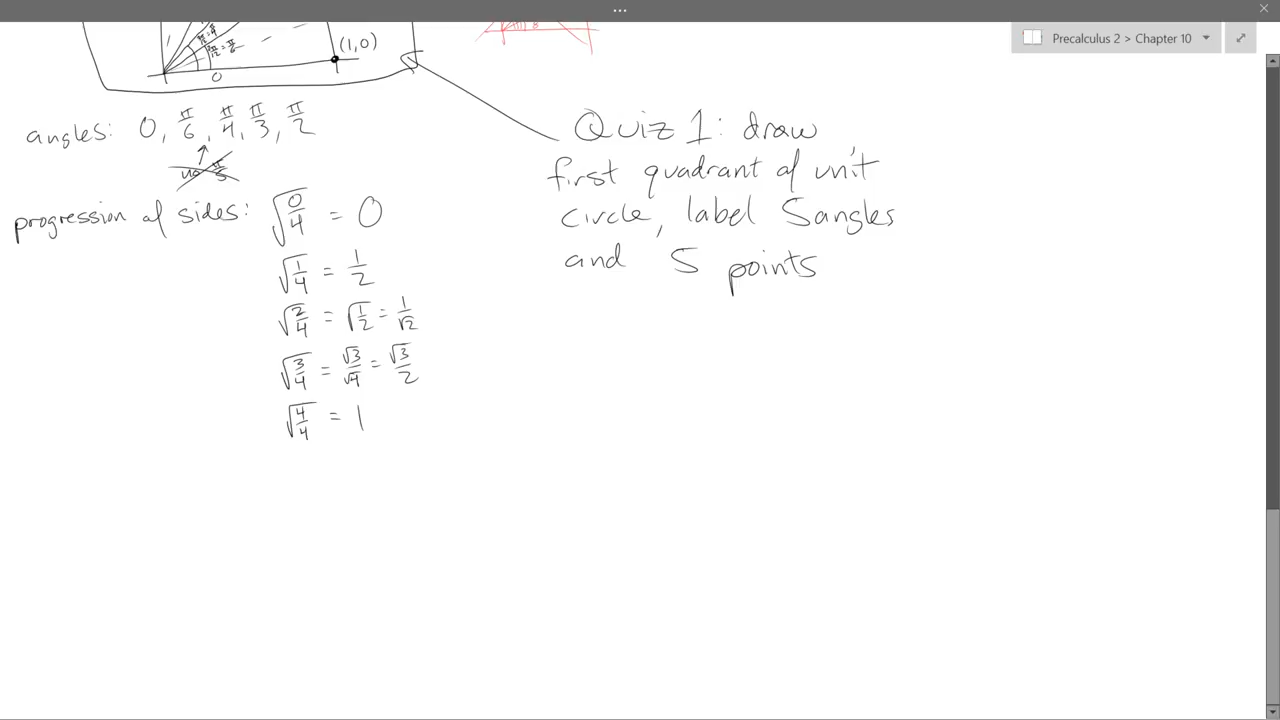 Precalculus 2 > Chapter 10
(1,0)
0
angles: 0, π/6, π/4, π/3, π/2
no π/5
progression of sides: √(0/4) = 0
√(1/4) = 1/2
√(2/4) = √(1/2) = 1/√2
√(3/4) = √3/√4 = √3/2
√(4/4) = 1
Quiz 1: draw
first quadrant of unit
circle, label 5 angles
and 5 points